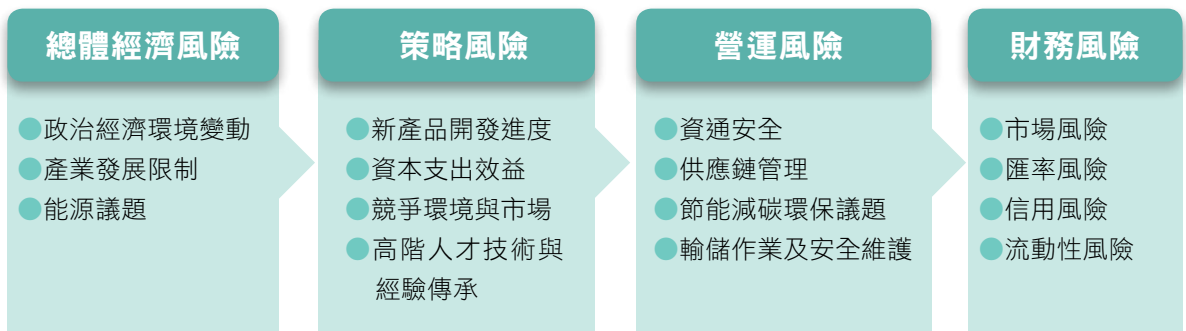 總體經濟風險
●政治經濟環境變動
●產業發展限制
●能源議題
策略風險
●新產品開發進度
●資本支出效益
●競爭環境與市場
●高階人才技術與
經驗傳承
營運風險
●資通安全
●供應鏈管理
●節能減碳環保議題
●輸儲作業及安全維護
財務風險
●市場風險
●匯率風險
●信用風險
●流動性風險